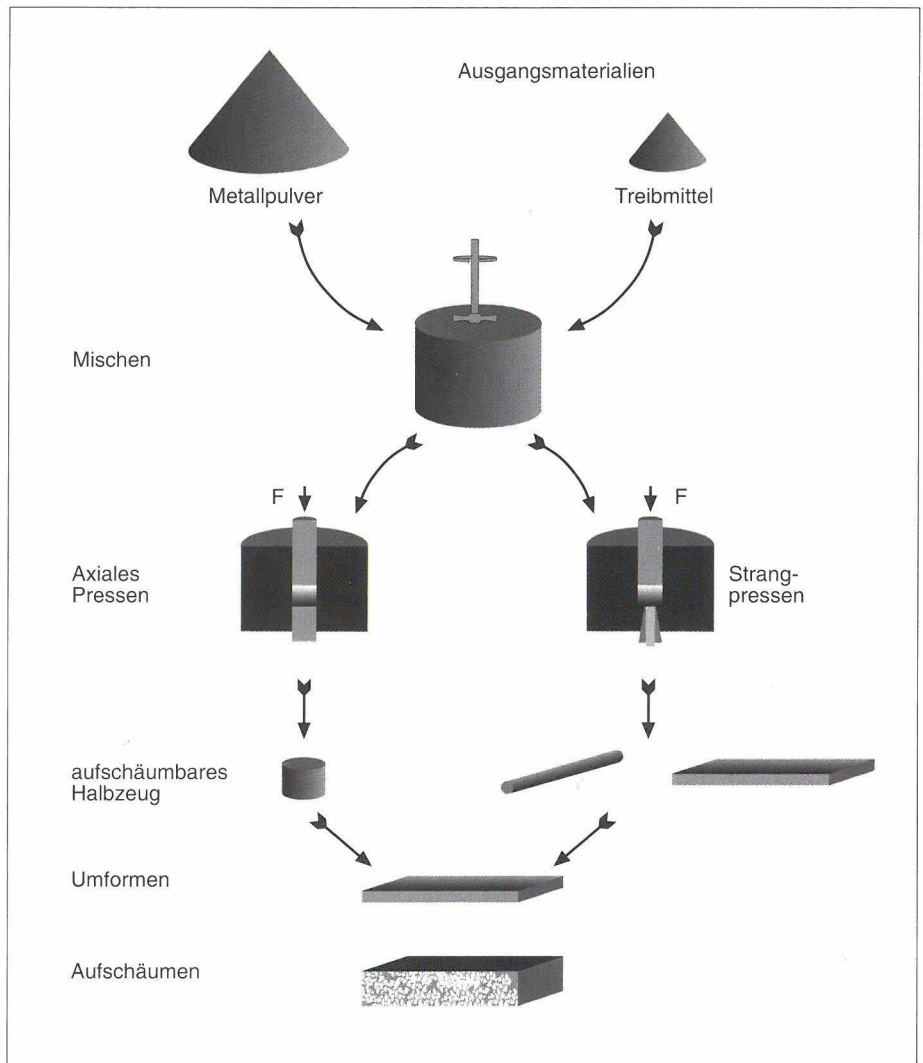 Ausgangsmaterialien
Metallpulver
Treibmittel
Mischen
F
F
Axiales
Pressen
Strang-
pressen
aufschäumbares
Halbzeug
Umformen
Aufschäumen